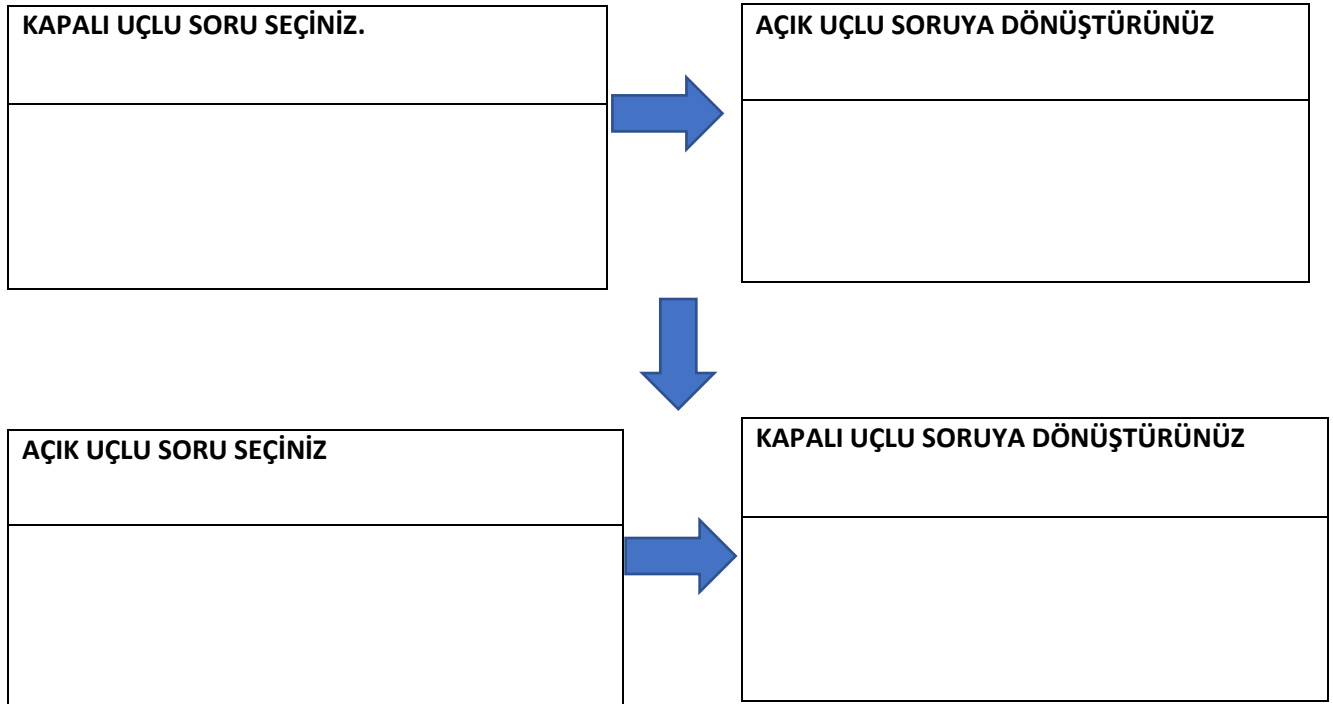 KAPALI UÇLU SORU SEÇİNİZ.
AÇIK UÇLU SORUYA DÖNÜŞTÜRÜNÜZ
AÇIK UÇLU SORU SEÇİNİZ
KAPALI UÇLU SORUYA DÖNÜŞTÜRÜNÜZ